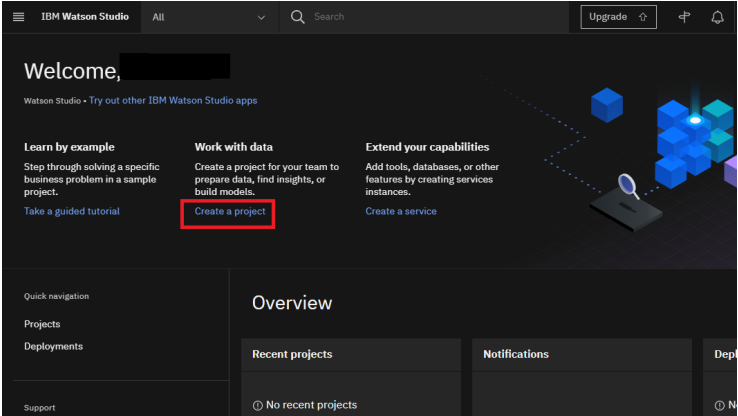 IBM Watson Studio
All
Search
Upgrade
Welcome,
Watson Studio • Try out other IBM Watson Studio apps
Learn by example
Step through solving a specific
business problem in a sample
project.
Take a guided tutorial
Work with data
Create a project for your team to
prepare data, find insights, or
build models.
Create a project
Extend your capabilities
Add tools, databases, or other
features by creating services
instances.
Create a service
Quick navigation
Projects
Deployments
Support
Overview
Recent projects
No recent projects
Notifications
Depl